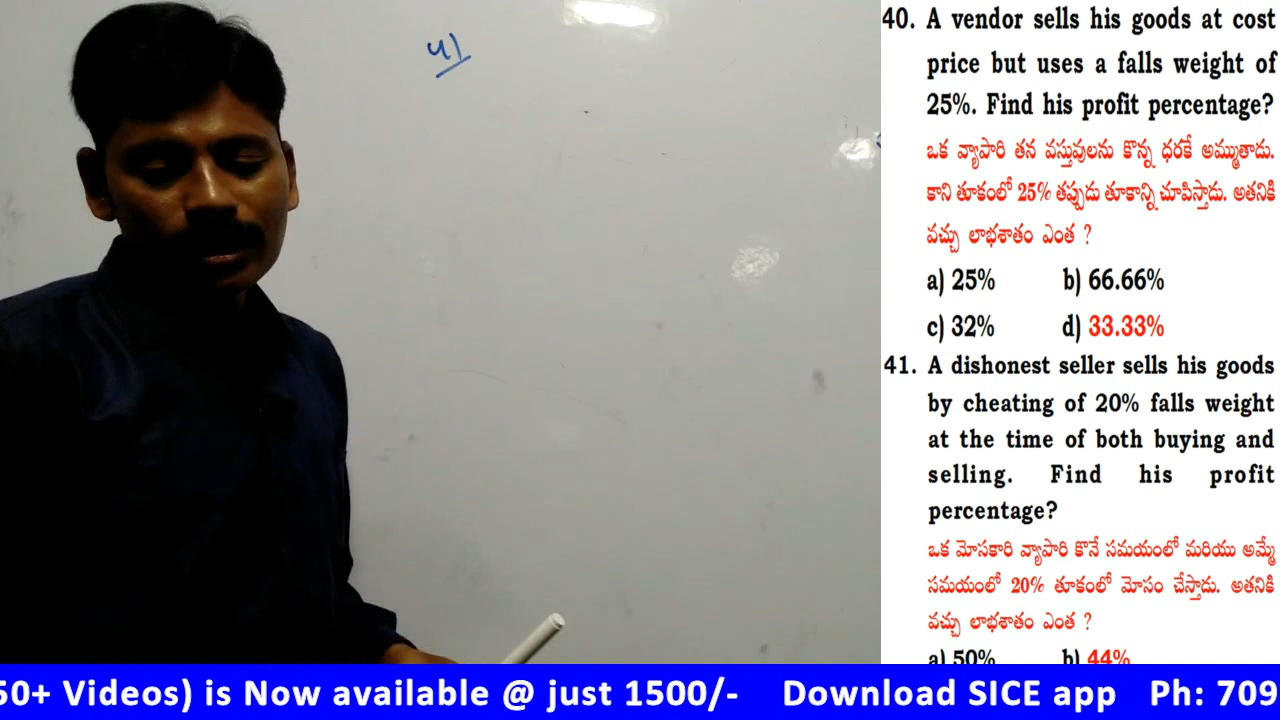 41
40. A vendor sells his goods at cost
price but uses a falls weight of
25%. Find his profit percentage?
ఒక వ్యాపారి తన వస్తువులను కొన్న ధరకే అమ్ముతాడు.
కాని తూకంలో 25% తప్పుడు తూకాన్ని చూపిస్తాడు. అతనికి
వచ్చు లాభశాతం ఎంత ?
a) 25% b) 66.66%
c) 32% d) 33.33%
41. A dishonest seller sells his goods
by cheating of 20% falls weight
at the time of both buying and
selling. Find his profit
percentage?
ఒక మోసకారి వ్యాపారి కొనే సమయంలో మరియు అమ్మే
సమయంలో 20% తూకంలో మోసం చేస్తాడు. అతనికి
వచ్చు లాభశాతం ఎంత ?
a) 50% b) 44%
50+ Videos) is Now available @ just 1500/- Download SICE app Ph: 709